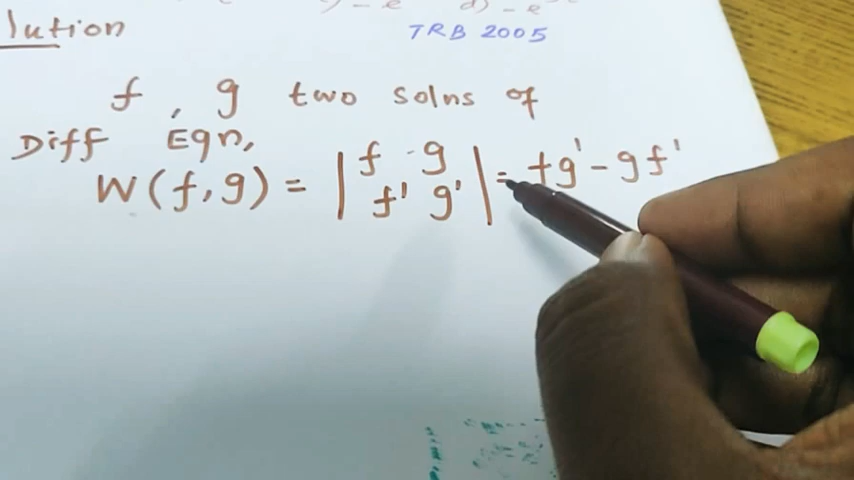 d) - e
lution
TRB 2005
f, g two solns of
Diff Eqn,
W(f,g) = | f g | = fg' - gf'
f' g'